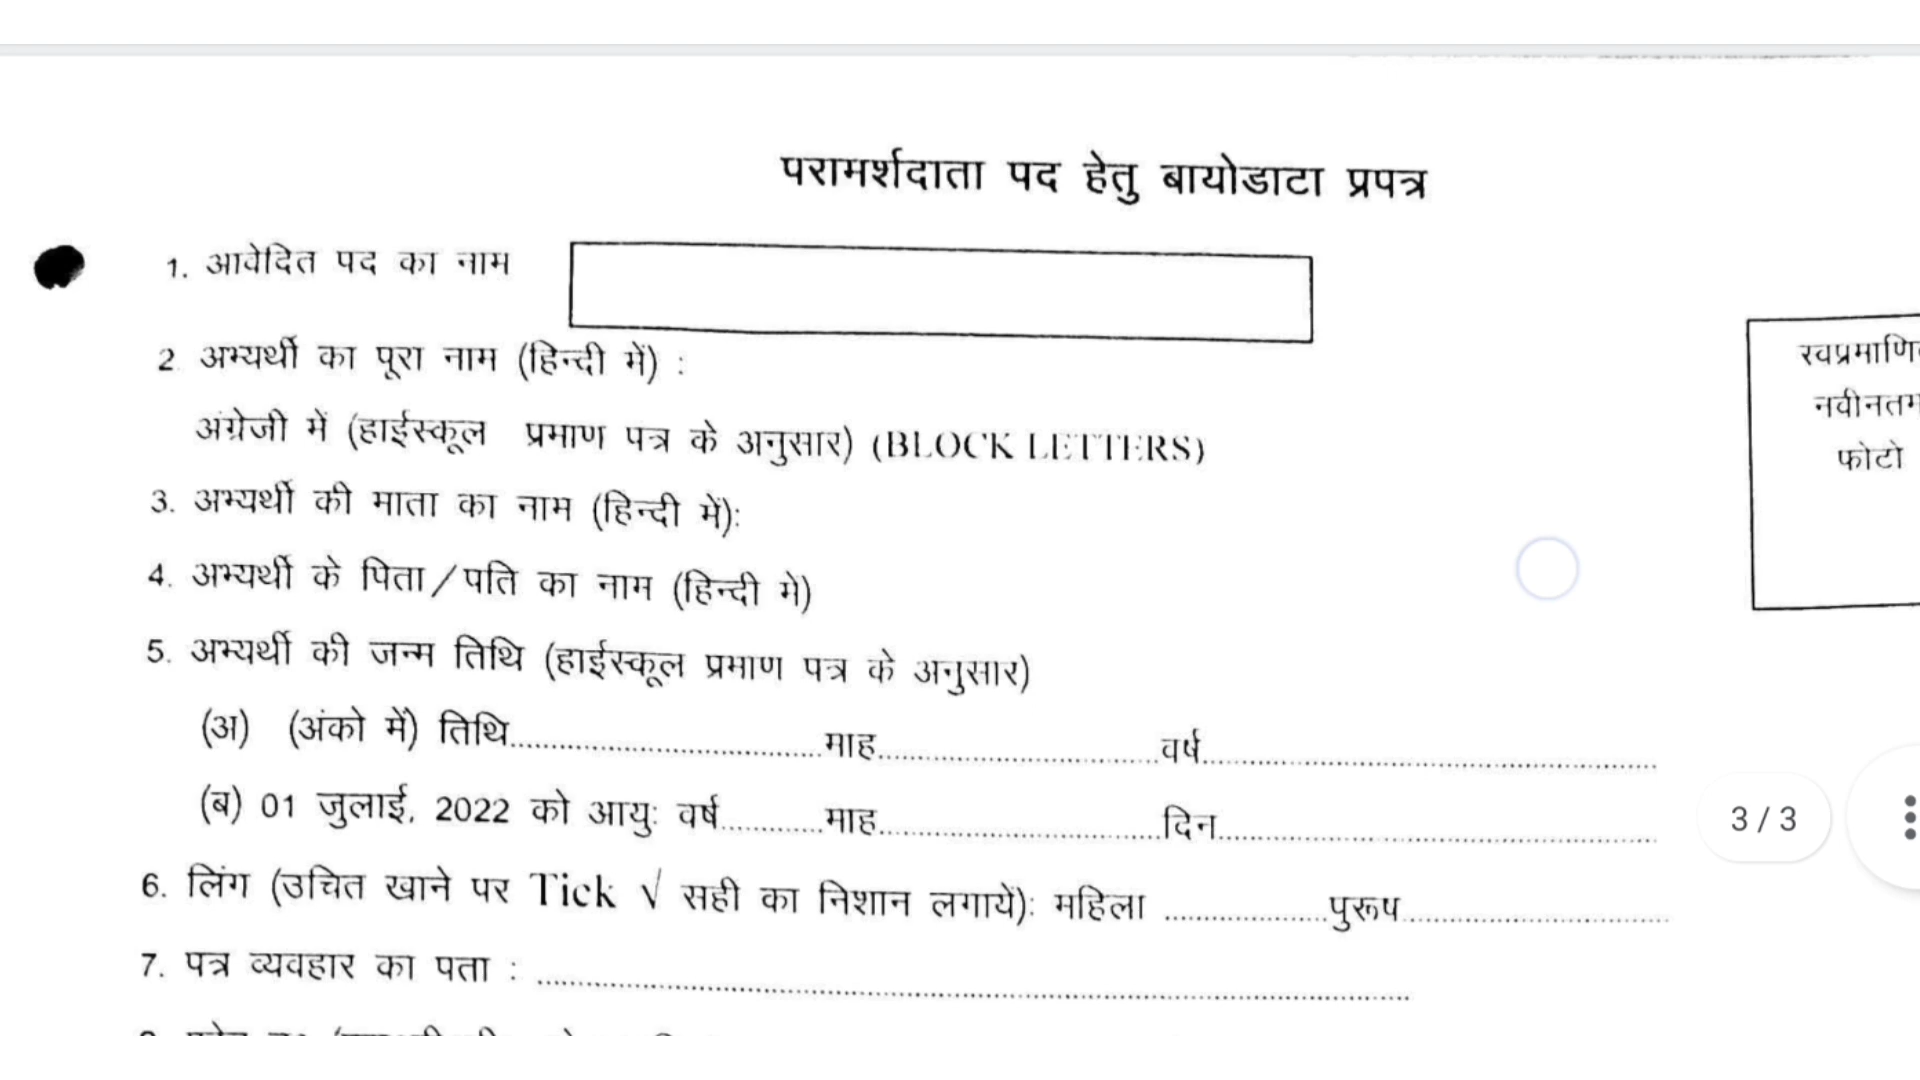 परामर्शदाता पद हेतु बायोडाटा प्रपत्र
1. आवेदित पद का नाम
2. अभ्यर्थी का पूरा नाम (हिन्दी में) :
अंग्रेजी में (हाईस्कूल प्रमाण पत्र के अनुसार) (BLOCK LETTERS)
3. अभ्यर्थी की माता का नाम (हिन्दी में):
4. अभ्यर्थी के पिता/पति का नाम (हिन्दी मे)
5. अभ्यर्थी की जन्म तिथि (हाईस्कूल प्रमाण पत्र के अनुसार)
(अ) (अंको में) तिथि..............................माह..............................वर्ष..............................
(ब) 01 जुलाई, 2022 को आयुः वर्ष............माह..............................दिन..............................
6. लिंग (उचित खाने पर Tick √ सही का निशान लगायें): महिला ..................पुरूष..............................
7. पत्र व्यवहार का पता : ............................................................
नवीनतम
फोटो
3 / 3